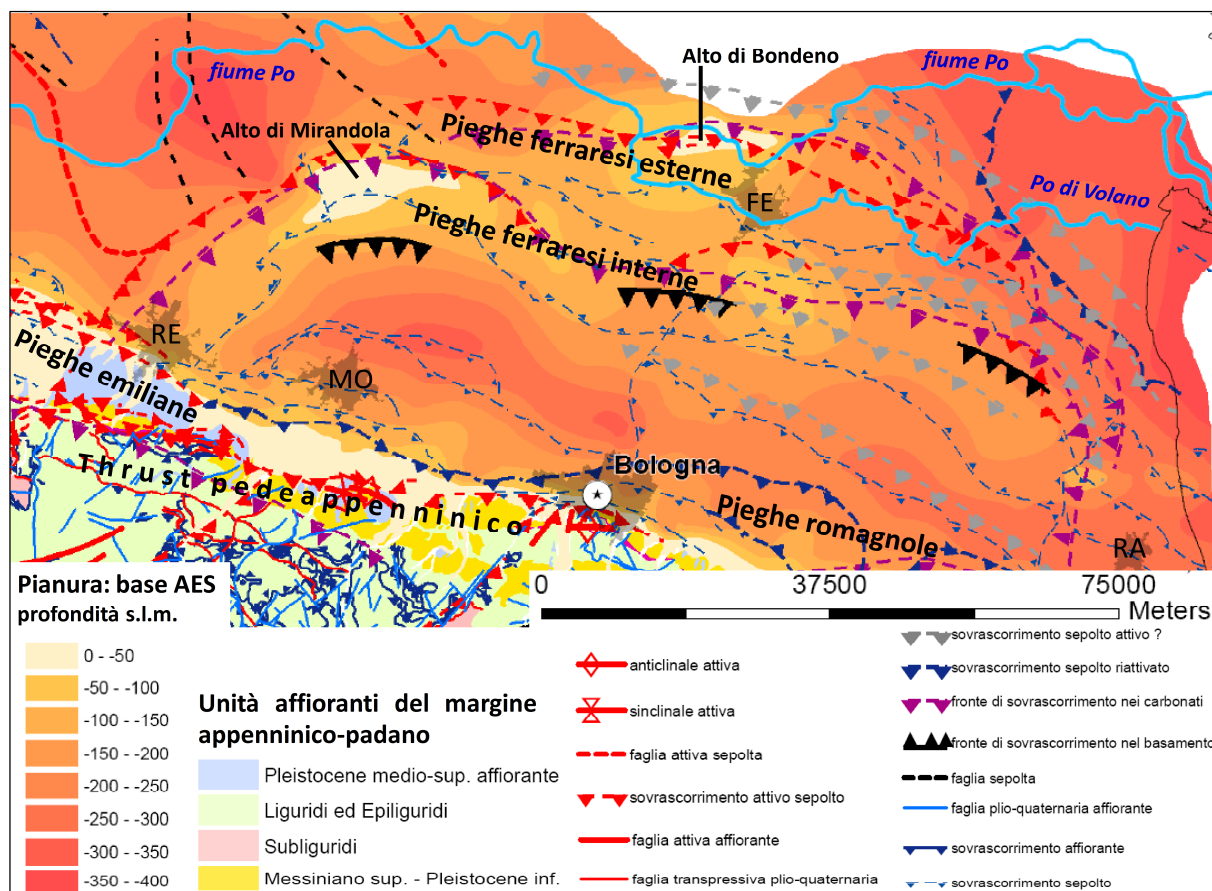 fiume Po
Alto di Bondeno
fiume Po
Alto di Mirandola
Pieghe ferraresi esterne
FE
Po di Volano
Pieghe ferraresi interne
RE
MO
Pieghe emiliane
Thrust pedeappenninico
Bologna
Pieghe romagnole
RA
Pianura: base AES
profondità s.l.m.
0 37500 75000
Meters
0 - -50
-50 - -100
-100 - -150
-150 - -200
-200 - -250
-250 - -300
-300 - -350
-350 - -400
Unità affioranti del margine
appenninico-padano
Pleistocene medio-sup. affiorante
Liguridi ed Epiliguridi
Subliguridi
Messiniano sup. - Pleistocene inf.
anticlinale attiva
sinclinale attiva
faglia attiva sepolta
sovrascorrimento attivo sepolto
faglia attiva affiorante
faglia transpressiva plio-quaternaria
sovrascorrimento sepolto attivo ?
sovrascorrimento sepolto riattivato
fronte di sovrascorrimento nei carbonati
fronte di sovrascorrimento nel basamento
faglia sepolta
faglia plio-quaternaria affiorante
sovrascorrimento affiorante
sovrascorrimento sepolto